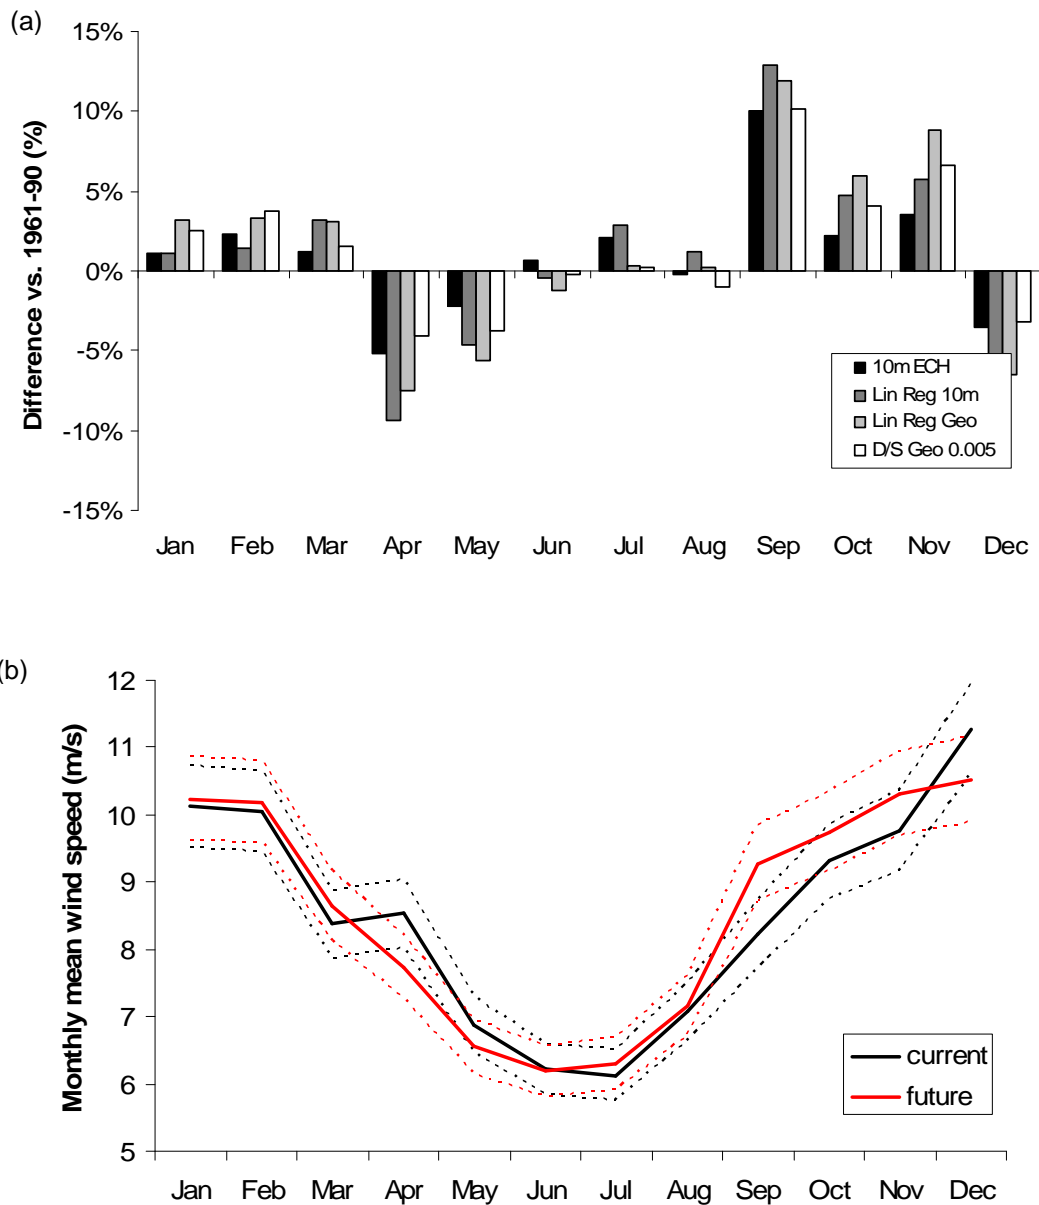 (a)
Difference vs. 1961-90 (%)
15%
10%
5%
0%
-5%
-10%
-15%
10m ECH
Lin Reg 10m
Lin Reg Geo
D/S Geo 0.005
Jan Feb Mar Apr May Jun Jul Aug Sep Oct Nov Dec
(b)
Monthly mean wind speed (m/s)
12
11
10
9
8
7
6
5
current
future
Jan Feb Mar Apr May Jun Jul Aug Sep Oct Nov Dec